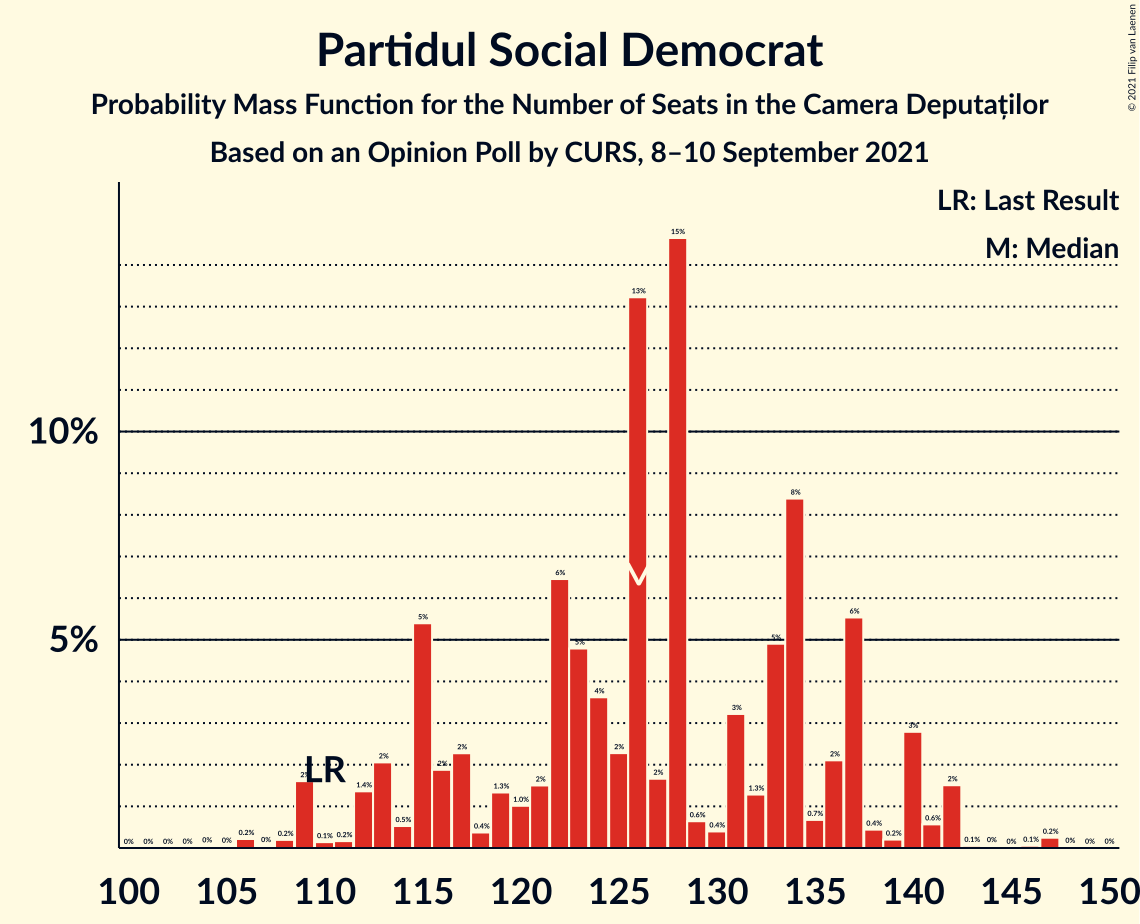 Partidul Social Democrat
Probability Mass Function for the Number of Seats in the Camera Deputaților
Based on an Opinion Poll by CURS, 8–10 September 2021
© 2021 Filip van Laenen
LR: Last Result
M: Median
10%
5%
0% 0% 0% 0% 0% 0% 0.2% 0% 0.2% 2% 0.1% 0.2% 1.4% 2% 0.5% 5% 2% 2% 0.4% 1.3% 1.0% 2% 6% 5% 4% 2% 13% 2% 15% 0.6% 0.4% 3% 1.3% 5% 8% 0.7% 2% 6% 0.4% 0.2% 3% 0.6% 2% 0.1% 0% 0% 0.1% 0.2% 0% 0% 0%
LR
M
100 105 110 115 120 125 130 135 140 145 150